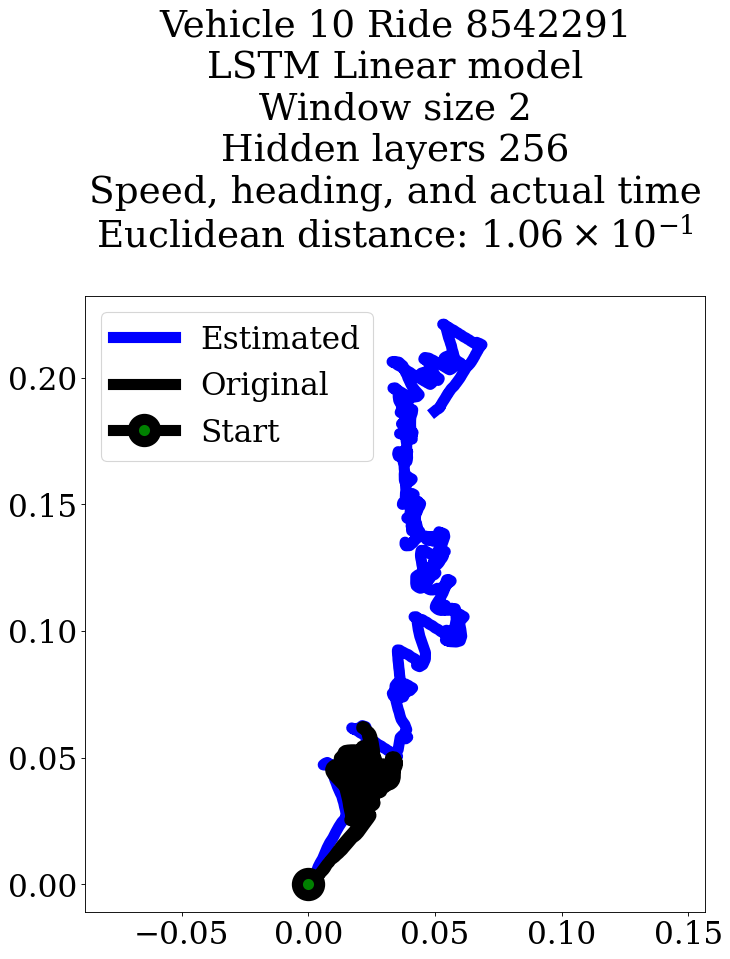 Vehicle 10 Ride 8542291
LSTM Linear model
Window size 2
Hidden layers 256
Speed, heading, and actual time
Euclidean distance: 1.06 × 10⁻¹
Estimated
Original
Start
0.20
0.15
0.10
0.05
0.00
−0.05 0.00 0.05 0.10 0.15